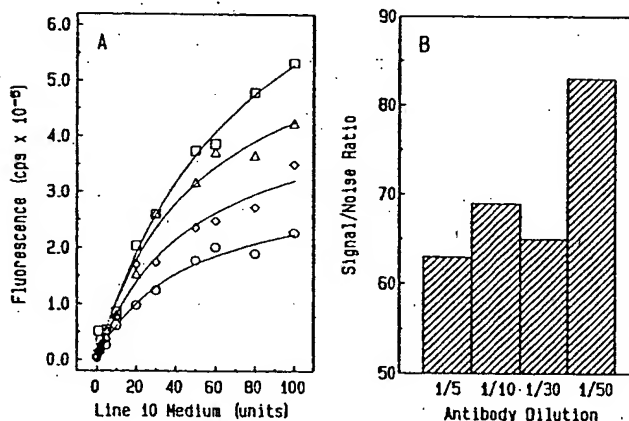 A
Fluorescence (cps x 10⁻⁵)
6.0
5.0
4.0
3.0
2.0
1.0
0.0
0 20 40 60 80 100
Line 10 Medium (units)
B
Signal/Noise Ratio
90
80
70
60
50
1/5 1/10 1/30 1/50
Antibody Dilution